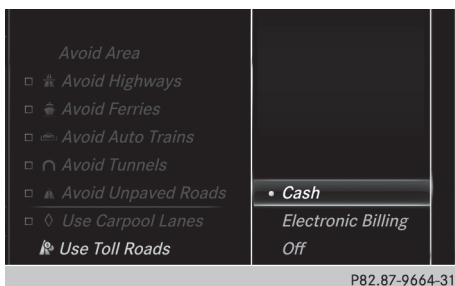 Avoid Area
Avoid Highways
Avoid Ferries
Avoid Auto Trains
Avoid Tunnels
Avoid Unpaved Roads
Use Carpool Lanes
Use Toll Roads
• Cash
Electronic Billing
Off
P82.87-9664-31